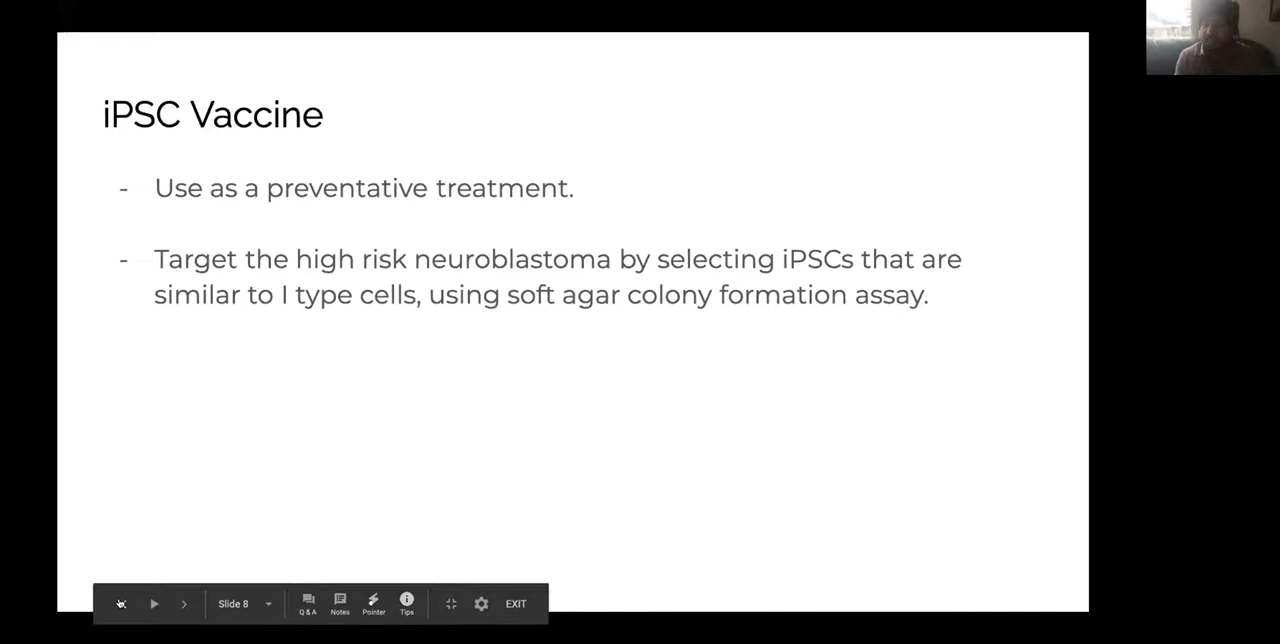 iPSC Vaccine
- Use as a preventative treatment.
- Target the high risk neuroblastoma by selecting iPSCs that are
similar to I type cells, using soft agar colony formation assay.
Slide 8
Q & A
Notes
Pointer
Tips
EXIT